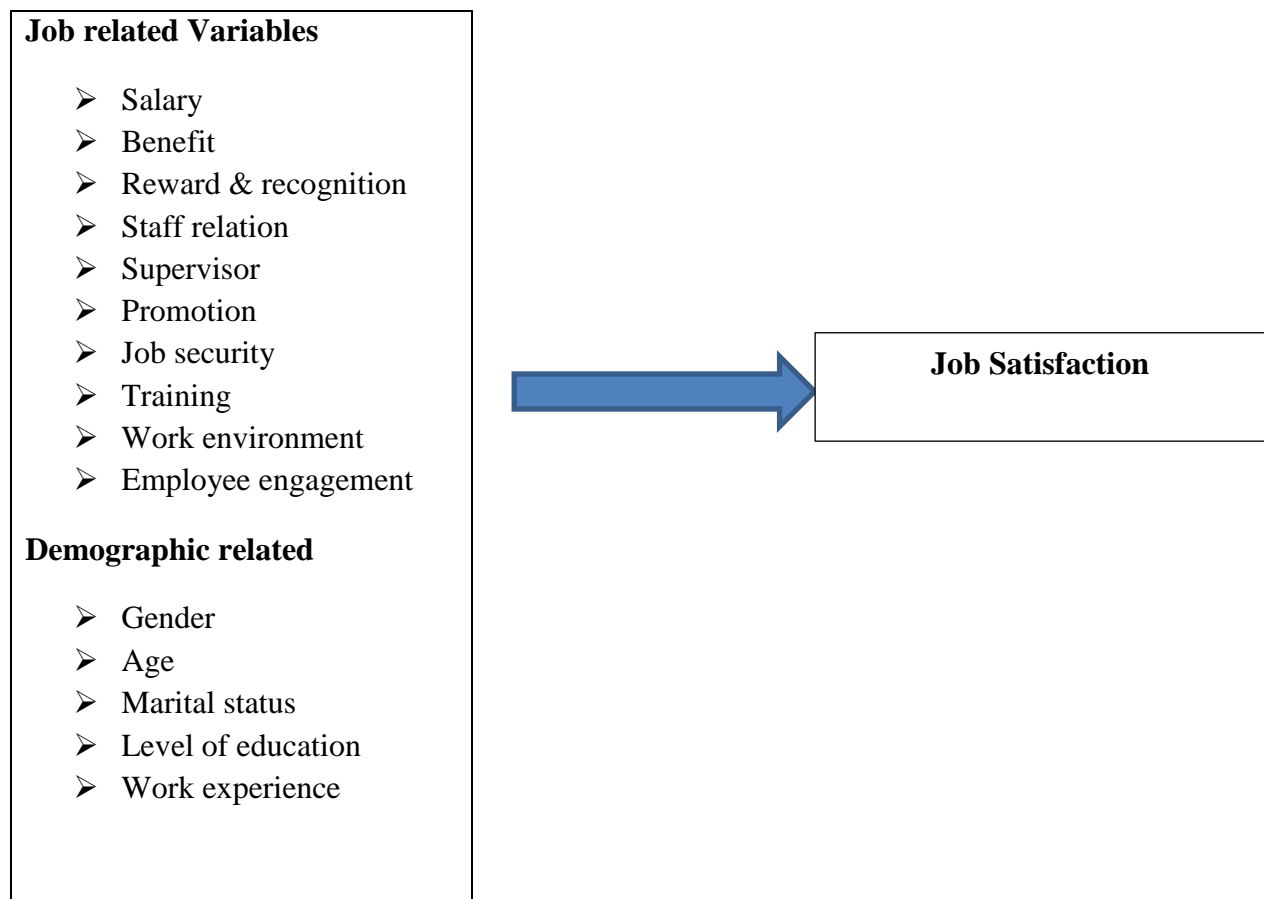 Job related Variables
➤ Salary
➤ Benefit
➤ Reward & recognition
➤ Staff relation
➤ Supervisor
➤ Promotion
➤ Job security
➤ Training
➤ Work environment
➤ Employee engagement
Demographic related
➤ Gender
➤ Age
➤ Marital status
➤ Level of education
➤ Work experience
Job Satisfaction